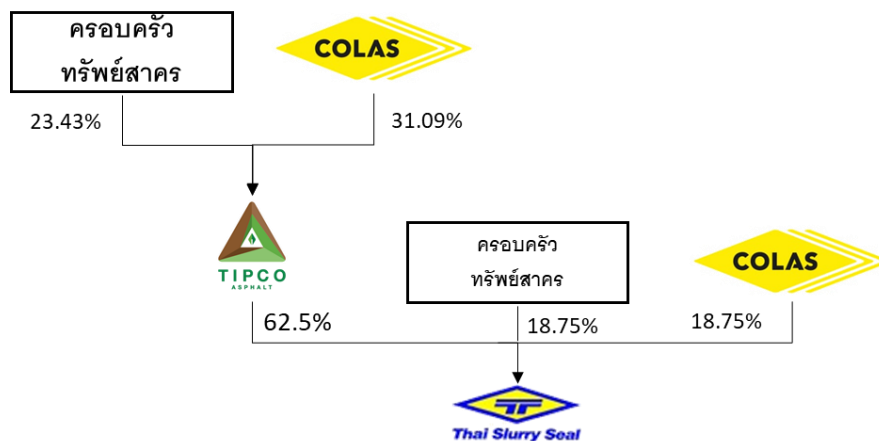 ครอบครัว
ทรัพย์สาคร
COLAS
23.43%
31.09%
TIPCO
ASPHALT
ครอบครัว
ทรัพย์สาคร
COLAS
62.5%
18.75%
18.75%
Thai Slurry Seal